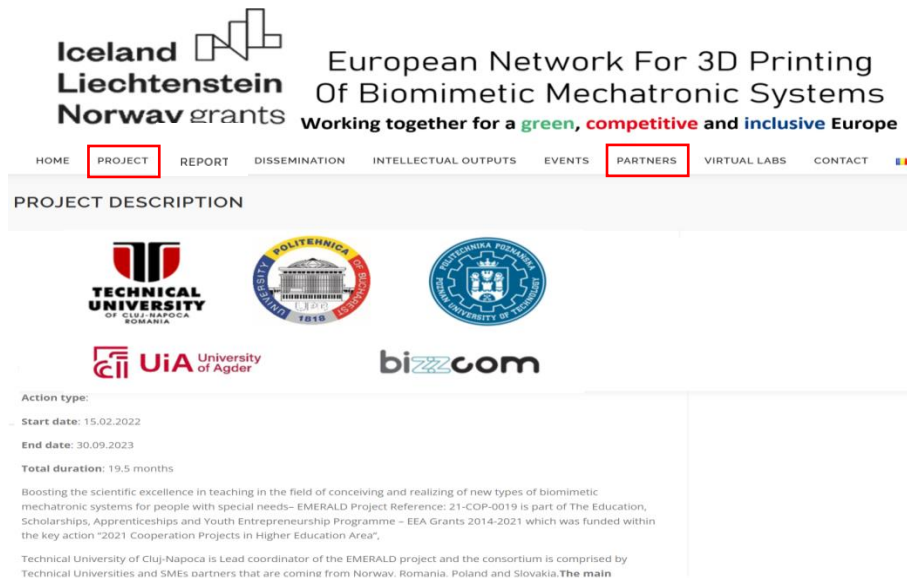 Iceland
Liechtenstein
Norway grants
European Network For 3D Printing
Of Biomimetic Mechatronic Systems
Working together for a green, competitive and inclusive Europe
HOME PROJECT REPORT DISSEMINATION INTELLECTUAL OUTPUTS EVENTS PARTNERS VIRTUAL LABS CONTACT
PROJECT DESCRIPTION
TECHNICAL
UNIVERSITY
OF CLUJ-NAPOCA
ROMANIA
UNIVERSITY POLITEHNICA OF BUCHAREST
UPB
1818
POLITECHNIKA POZNAŃSKA
POZNAN UNIVERSITY OF TECHNOLOGY
UiA University
of Agder
bizzcom
Action type:
Start date: 15.02.2022
End date: 30.09.2023
Total duration: 19.5 months
Boosting the scientific excellence in teaching in the field of conceiving and realizing of new types of biomimetic
mechatronic systems for people with special needs– EMERALD Project Reference: 21-COP-0019 is part of The Education,
Scholarships, Apprenticeships and Youth Entrepreneurship Programme – EEA Grants 2014-2021 which was funded within
the key action “2021 Cooperation Projects in Higher Education Area”,
Technical University of Cluj-Napoca is Lead coordinator of the EMERALD project and the consortium is comprised by
Technical Universities and SMEs partners that are coming from Norway, Romania, Poland and Slovakia.The main